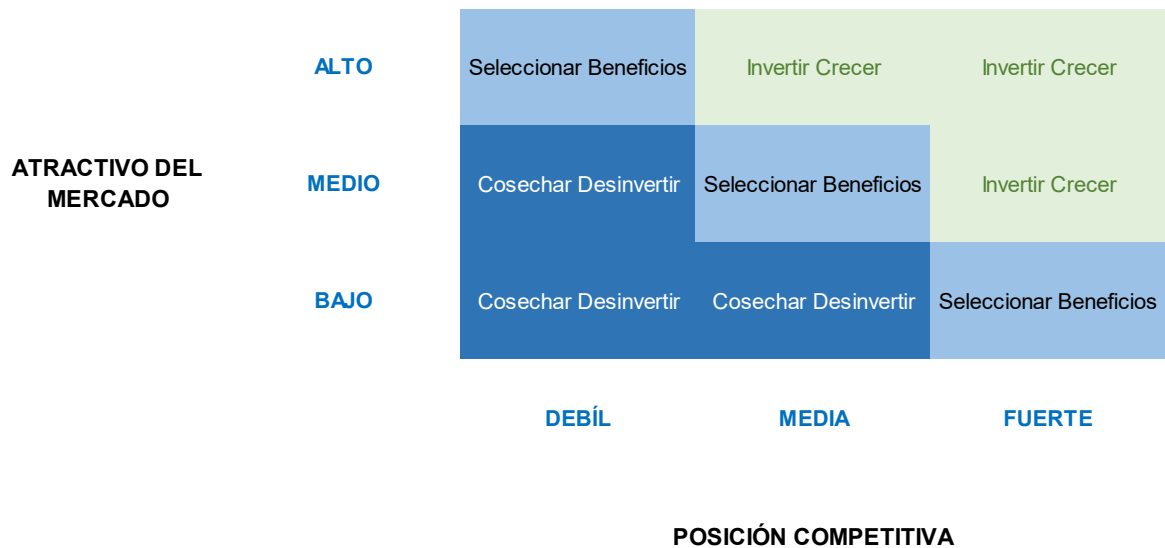 ALTO
Seleccionar Beneficios
Invertir Crecer
Invertir Crecer
ATRACTIVO DEL
MERCADO
MEDIO
Cosechar Desinvertir
Seleccionar Beneficios
Invertir Crecer
BAJO
Cosechar Desinvertir
Cosechar Desinvertir
Seleccionar Beneficios
DEBÍL
MEDIA
FUERTE
POSICIÓN COMPETITIVA